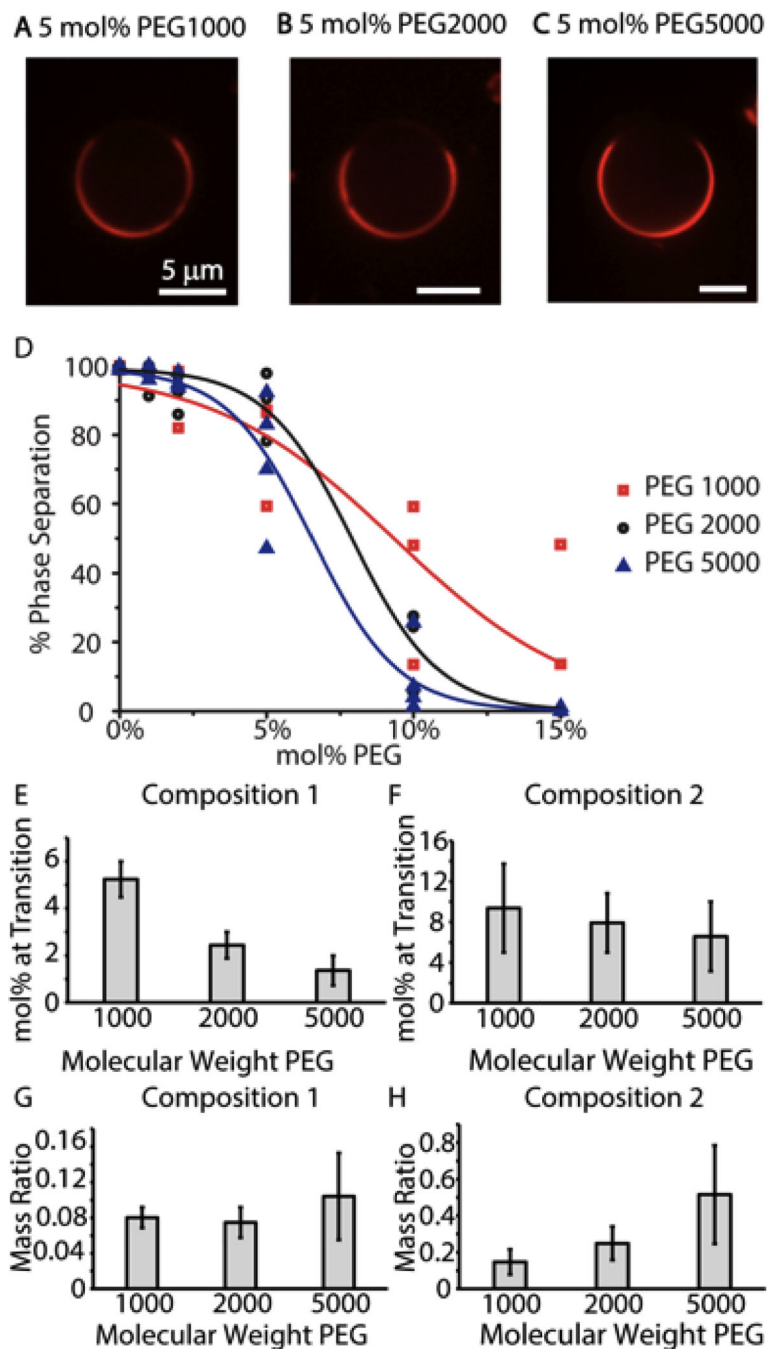 A 5 mol% PEG1000
B 5 mol% PEG2000
C 5 mol% PEG5000
5 µm
D
% Phase Separation
100
80
60
40
20
0
0%
5%
10%
15%
mol% PEG
PEG 1000
PEG 2000
PEG 5000
E
Composition 1
mol% at Transition
6
4
2
0
1000
2000
5000
Molecular Weight PEG
F
Composition 2
mol% at Transition
16
12
8
4
0
1000
2000
5000
Molecular Weight PEG
G
Composition 1
Mass Ratio
0.16
0.12
0.08
0.04
0
1000
2000
5000
Molecular Weight PEG
H
Composition 2
Mass Ratio
0.8
0.6
0.4
0.2
0
1000
2000
5000
Molecular Weight PEG